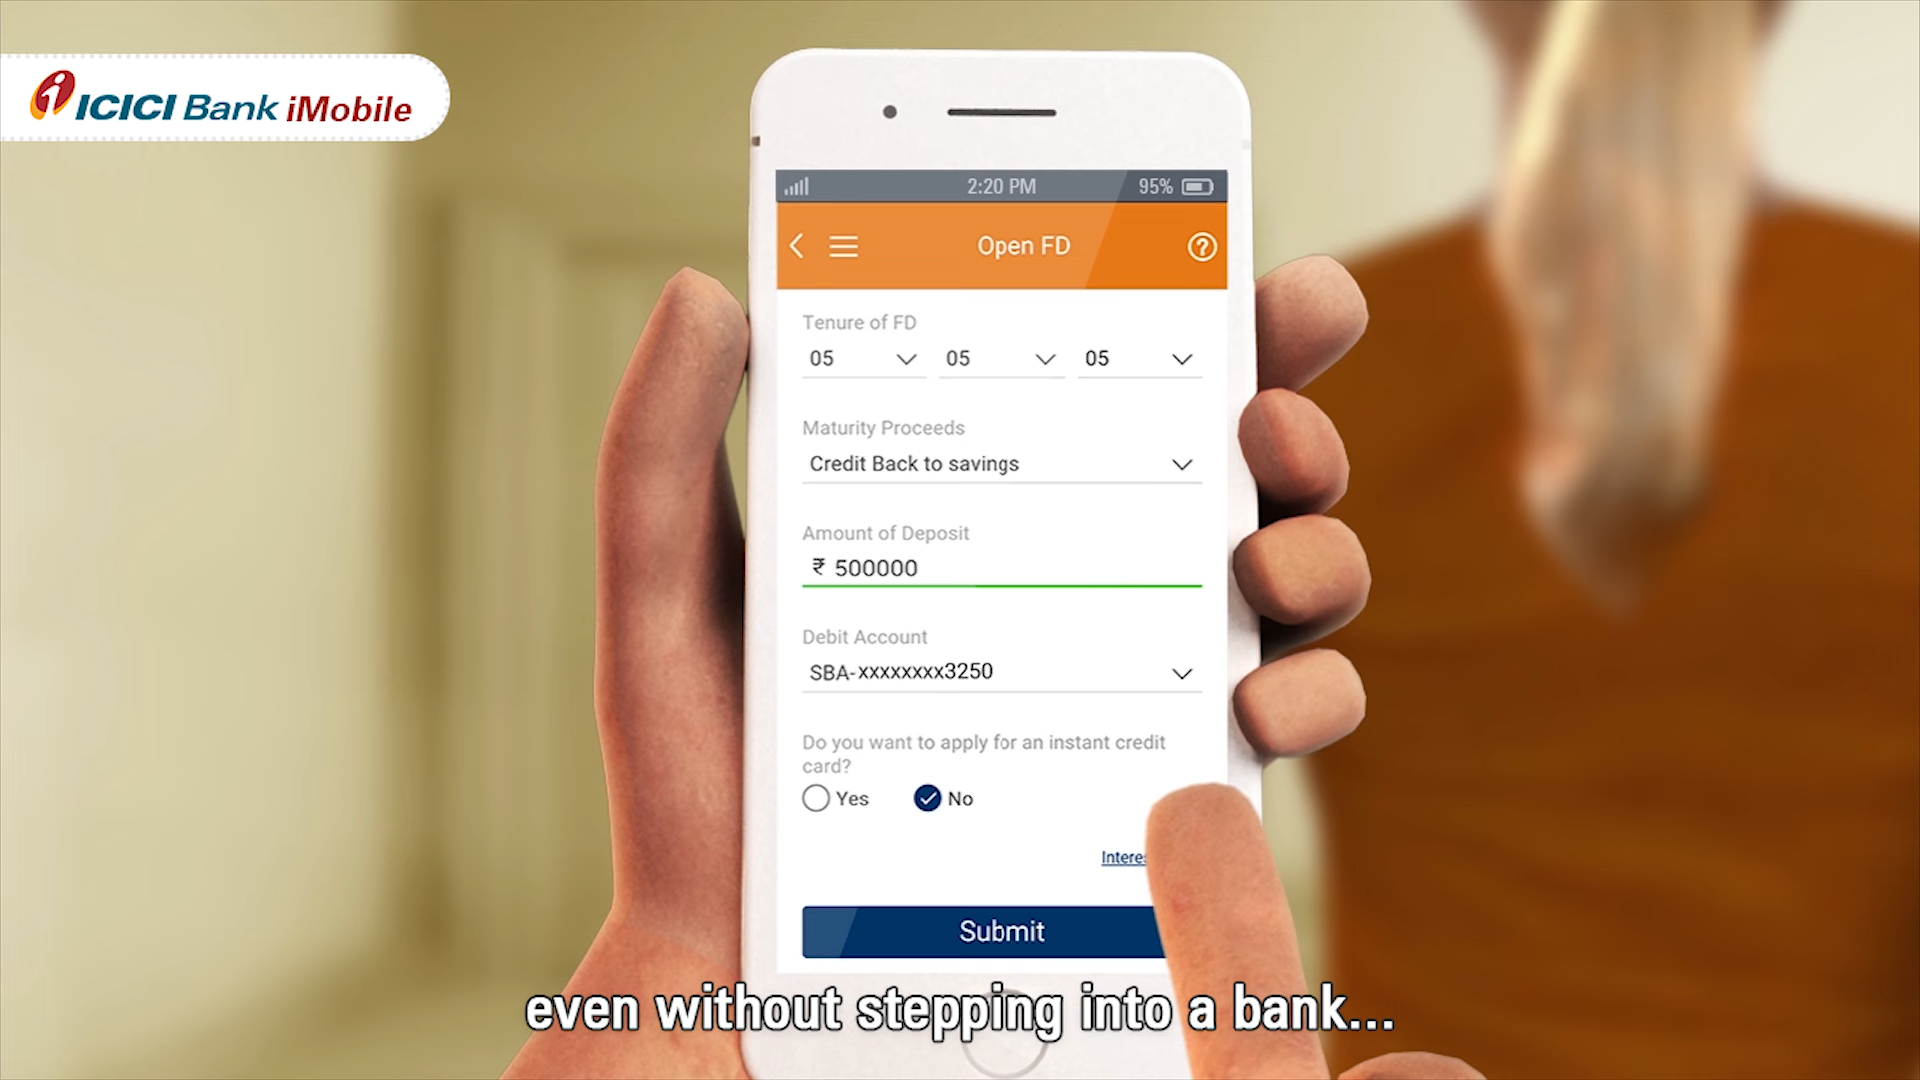 ICICI Bank iMobile
2:20 PM 95%
Open FD
Tenure of FD
05 05 05
Maturity Proceeds
Credit Back to savings
Amount of Deposit
₹ 500000
Debit Account
SBA-xxxxxxxx3250
Do you want to apply for an instant credit
card?
Yes No
Submit
even without stepping into a bank...